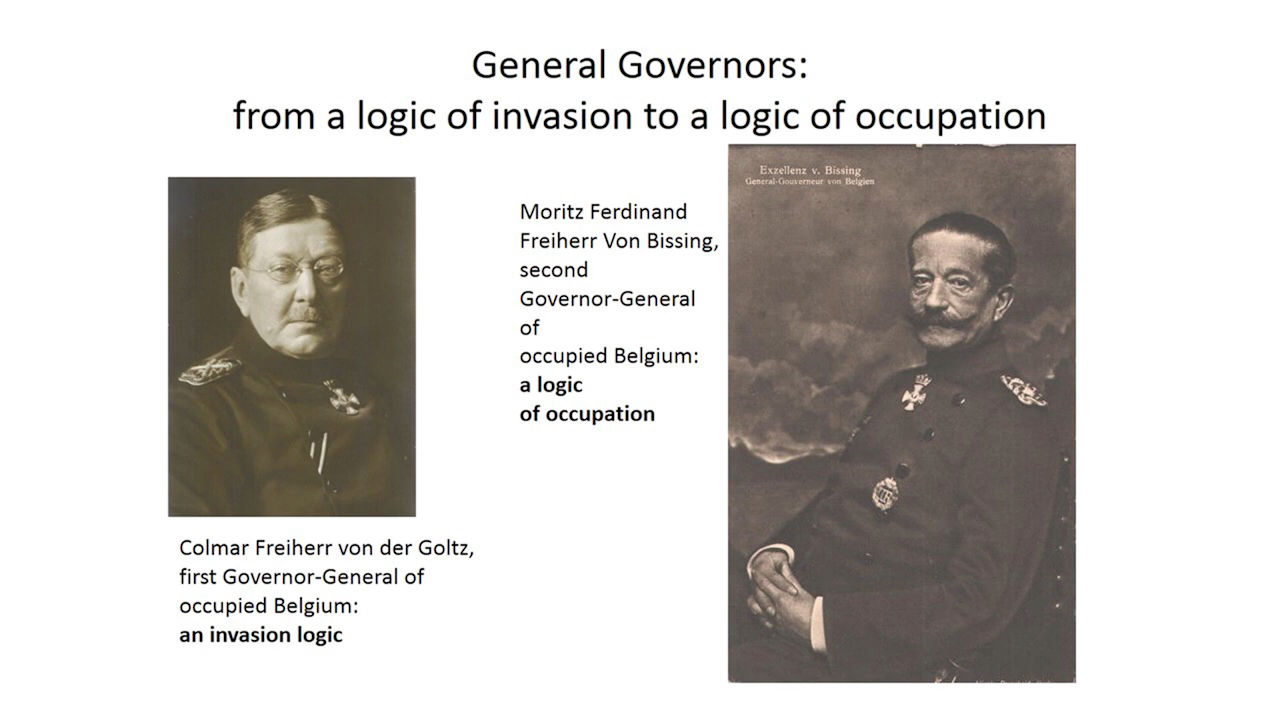 General Governors:
from a logic of invasion to a logic of occupation
Exzellenz v. Bissing
General-Gouverneur von Belgien
Moritz Ferdinand
Freiherr Von Bissing,
second
Governor-General
of
occupied Belgium:
a logic
of occupation
Colmar Freiherr von der Goltz,
first Governor-General of
occupied Belgium:
an invasion logic